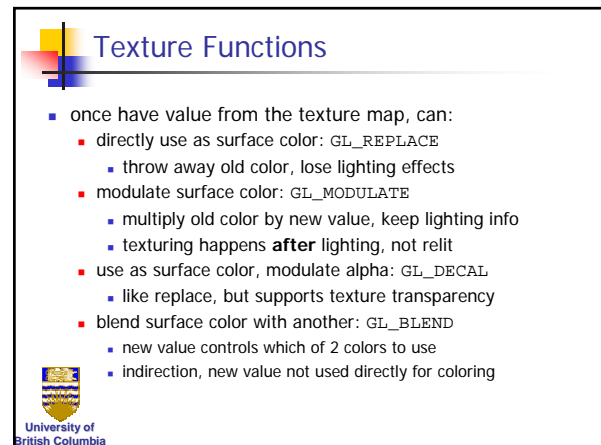 Texture Functions
once have value from the texture map, can:
directly use as surface color: GL_REPLACE
throw away old color, lose lighting effects
modulate surface color: GL_MODULATE
multiply old color by new value, keep lighting info
texturing happens after lighting, not relit
use as surface color, modulate alpha: GL_DECAL
like replace, but supports texture transparency
blend surface color with another: GL_BLEND
new value controls which of 2 colors to use
indirection, new value not used directly for coloring
University of
British Columbia